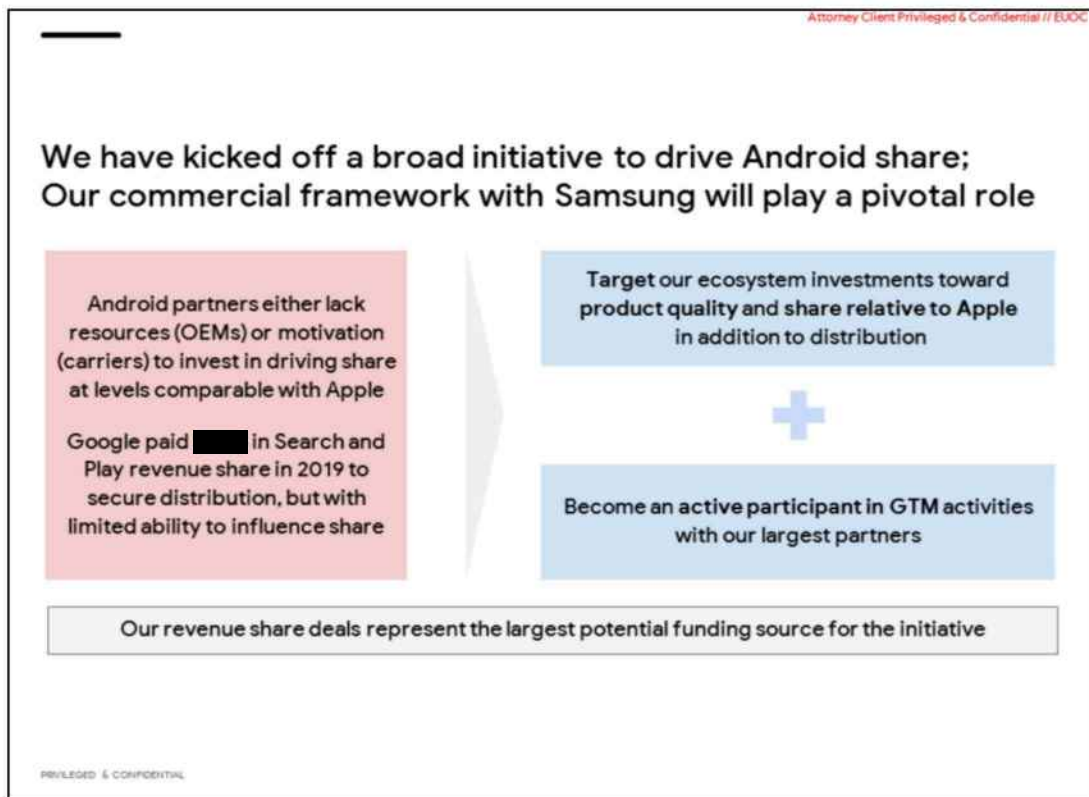 Attorney Client Privileged & Confidential // EUOC
We have kicked off a broad initiative to drive Android share;
Our commercial framework with Samsung will play a pivotal role
Android partners either lack
resources (OEMs) or motivation
(carriers) to invest in driving share
at levels comparable with Apple
Google paid in Search and
Play revenue share in 2019 to
secure distribution, but with
limited ability to influence share
Target our ecosystem investments toward
product quality and share relative to Apple
in addition to distribution
Become an active participant in GTM activities
with our largest partners
Our revenue share deals represent the largest potential funding source for the initiative
PRIVILEGED & CONFIDENTIAL